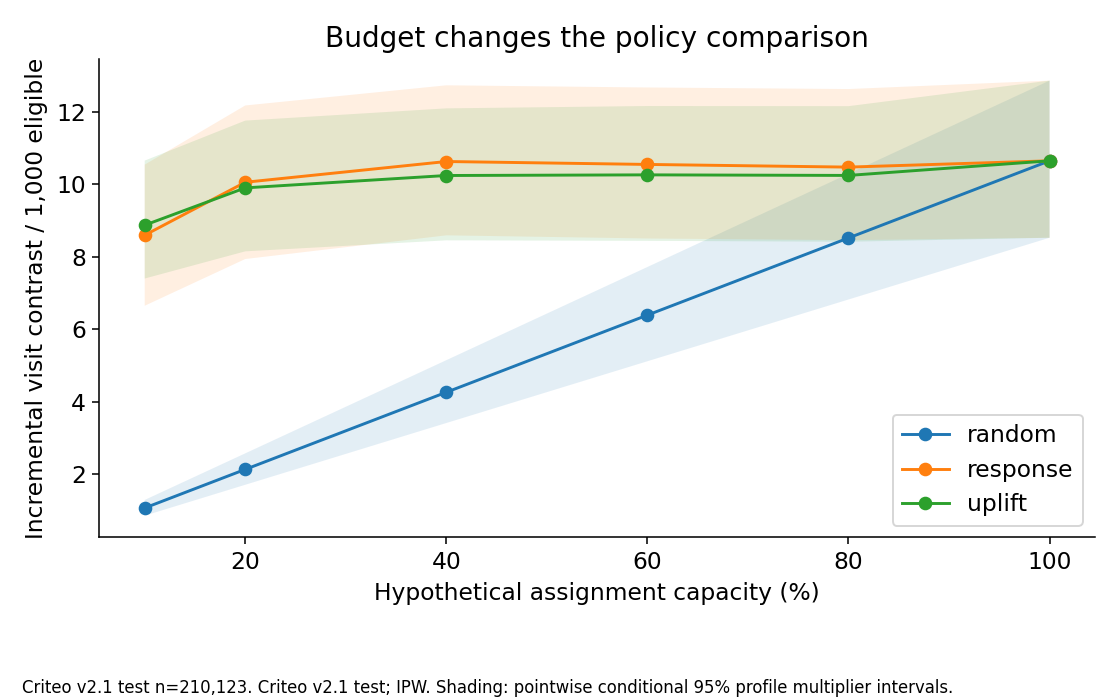 Budget changes the policy comparison
Incremental visit contrast / 1,000 eligible
12
10
8
6
4
2
random
response
uplift
20
40
60
80
100
Hypothetical assignment capacity (%)
Criteo v2.1 test n=210,123. Criteo v2.1 test; IPW. Shading: pointwise conditional 95% profile multiplier intervals.